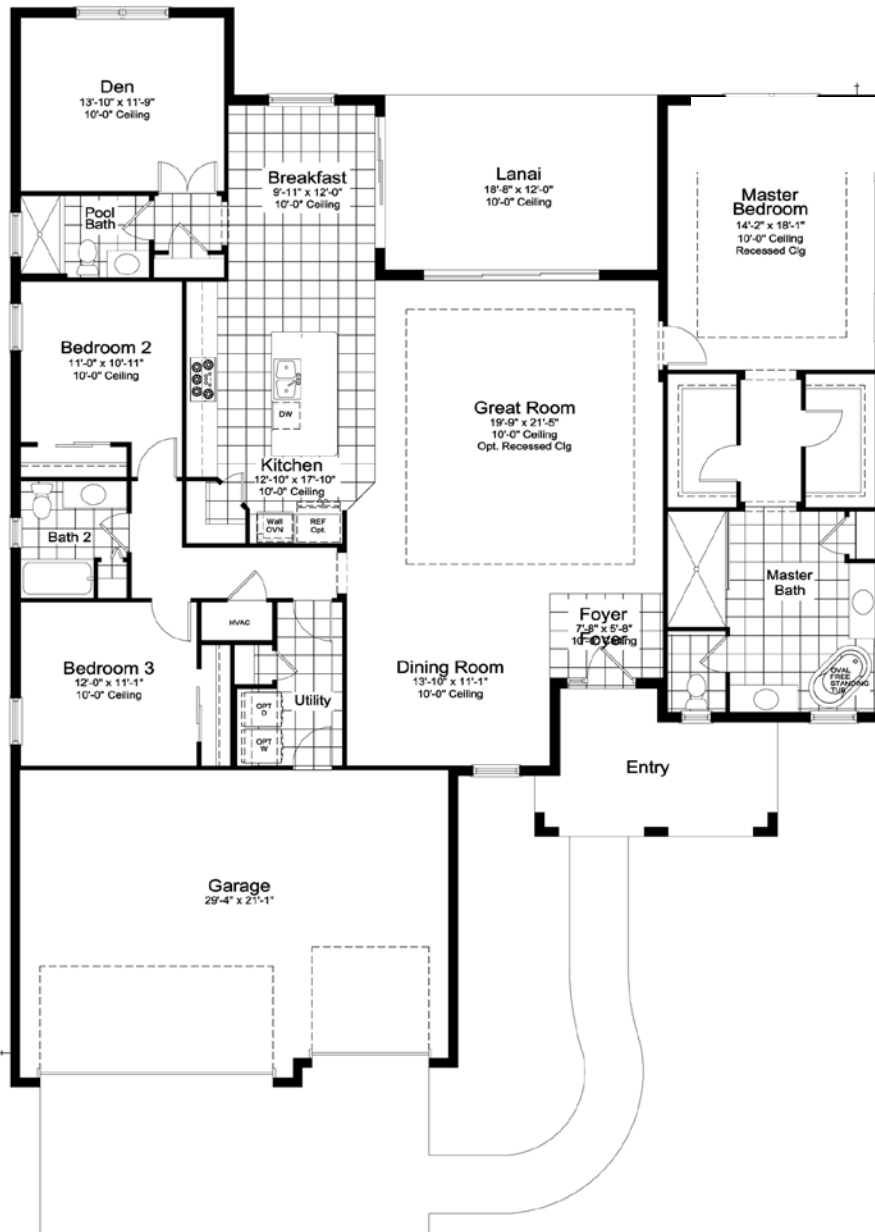 Den
13'-10" x 11'-9"
10'-0" Ceiling
Breakfast
9'-11" x 12'-0"
10'-0" Ceiling
Lanai
18'-8" x 12'-0"
10'-0" Ceiling
Master
Bedroom
14'-2" x 18'-1"
10'-0" Ceiling
Recessed Clg
Pool
Bath
Bedroom 2
11'-0" x 10'-11"
10'-0" Ceiling
DW
Great Room
19'-9" x 21'-5"
10'-0" Ceiling
Opt. Recessed Clg
Kitchen
12'-10" x 17'-10"
10'-0" Ceiling
Wall
OVN
REF
Opt.
Bath 2
Master
Bath
HVAC
Foyer
7'-8" x 5'-8"
10'-0" Ceiling
Foyer
Bedroom 3
12'-0" x 11'-1"
10'-0" Ceiling
Dining Room
13'-10" x 11'-1"
10'-0" Ceiling
OVAL
FREE
STANDING
TUB
Utility
OPT
D
OPT
W
Entry
Garage
29'-4" x 21'-1"